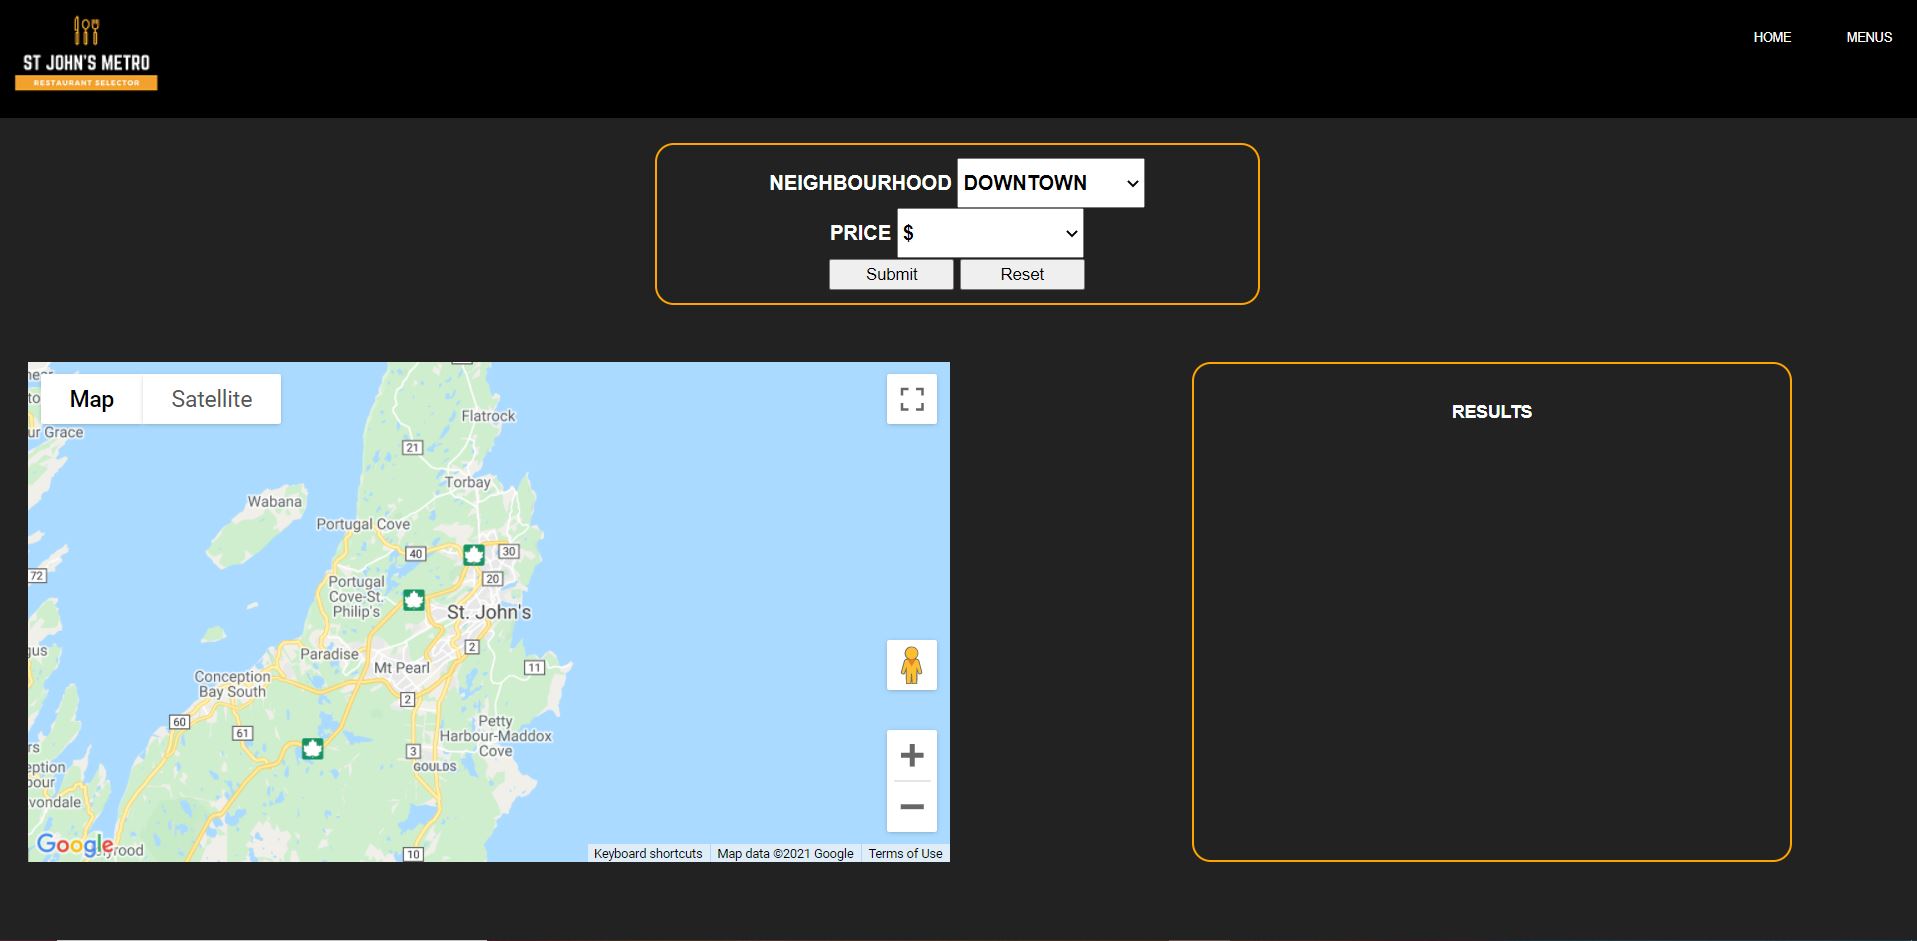 ST JOHN'S METRO
RESTAURANT SELECTOR
HOME MENUS
NEIGHBOURHOOD DOWNTOWN
PRICE $
Submit Reset
Map Satellite
ur Grace
Flatrock
21
Torbay
Wabana
Portugal Cove
40
30
72
20
Portugal
Cove-St.
Philip's
St. John's
2
Paradise
Mt Pearl
11
gus
Conception
Bay South
2
60
61
Petty
Harbour-Maddox
Cove
3
GOULDS
rs
eption
bour
vondale
Google
yrood
10
Keyboard shortcuts Map data ©2021 Google Terms of Use
RESULTS